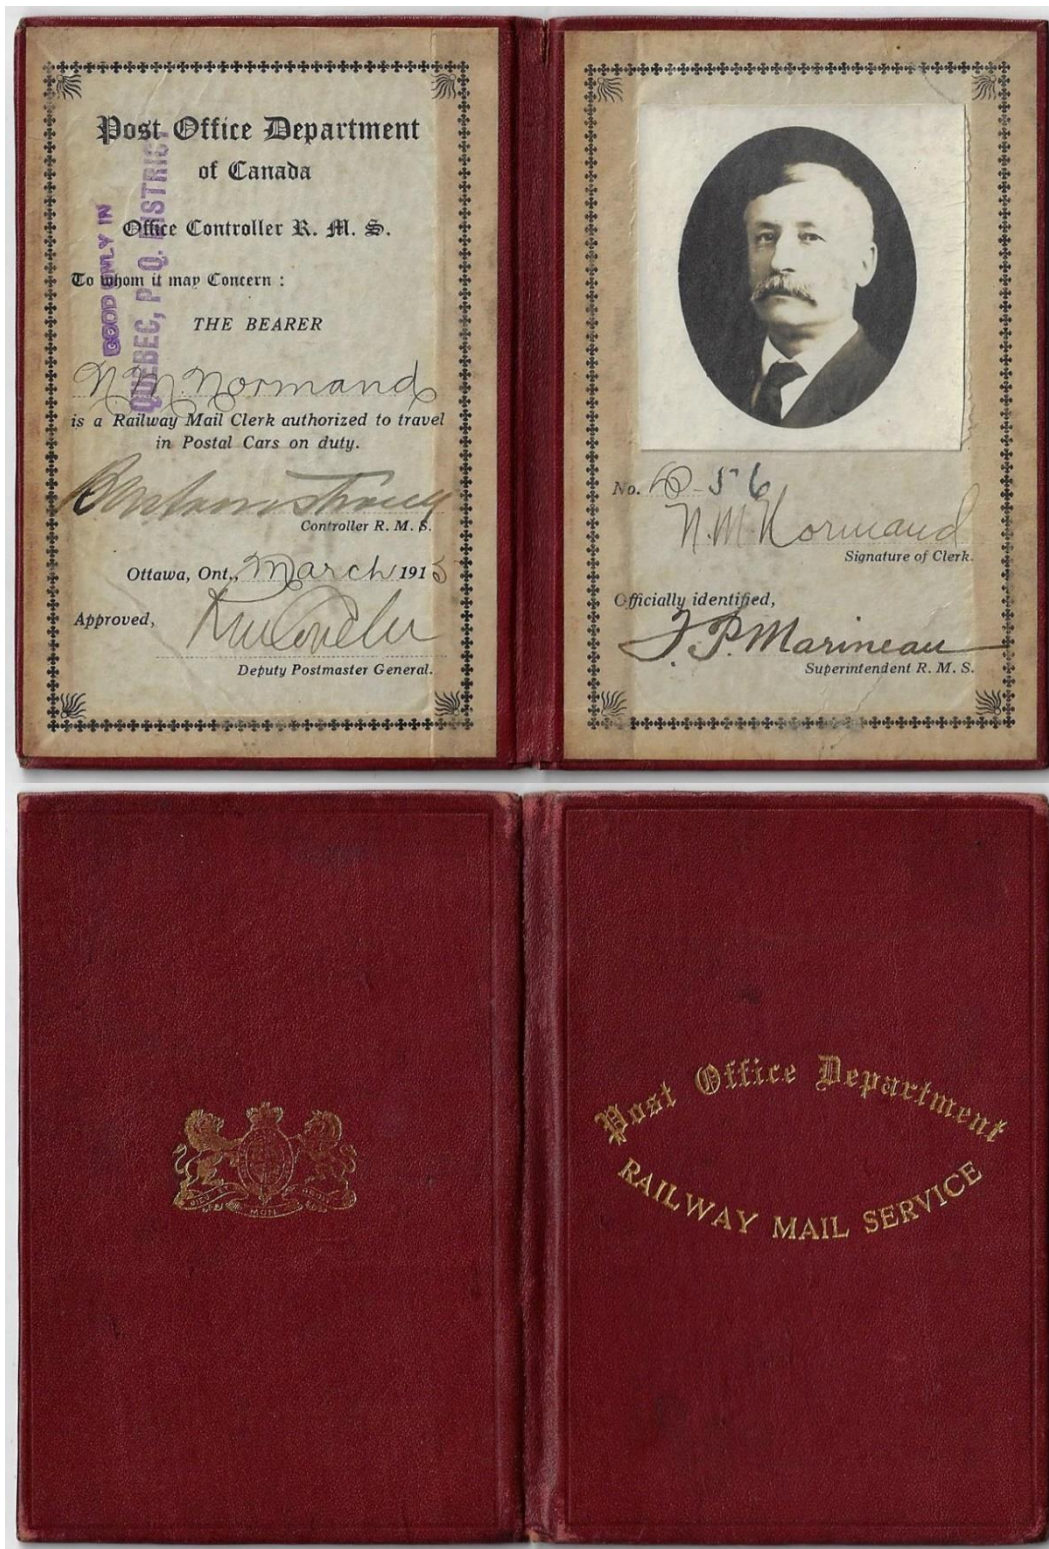 Post Office Department
of Canada
Office Controller R. M. S.
To whom it may Concern :
THE BEARER
N. M. Normand
is a Railway Mail Clerk authorized to travel
in Postal Cars on duty.
Controller R. M. S.
Ottawa, Ont., March 1915
Approved,
Deputy Postmaster General.
GOOD ONLY IN
QUEBEC, P. Q. DISTRICT
No. 56
N. M. Normand
Signature of Clerk.
Officially identified,
F. P. Marineau
Superintendent R. M. S.
Post Office Department
RAILWAY MAIL SERVICE